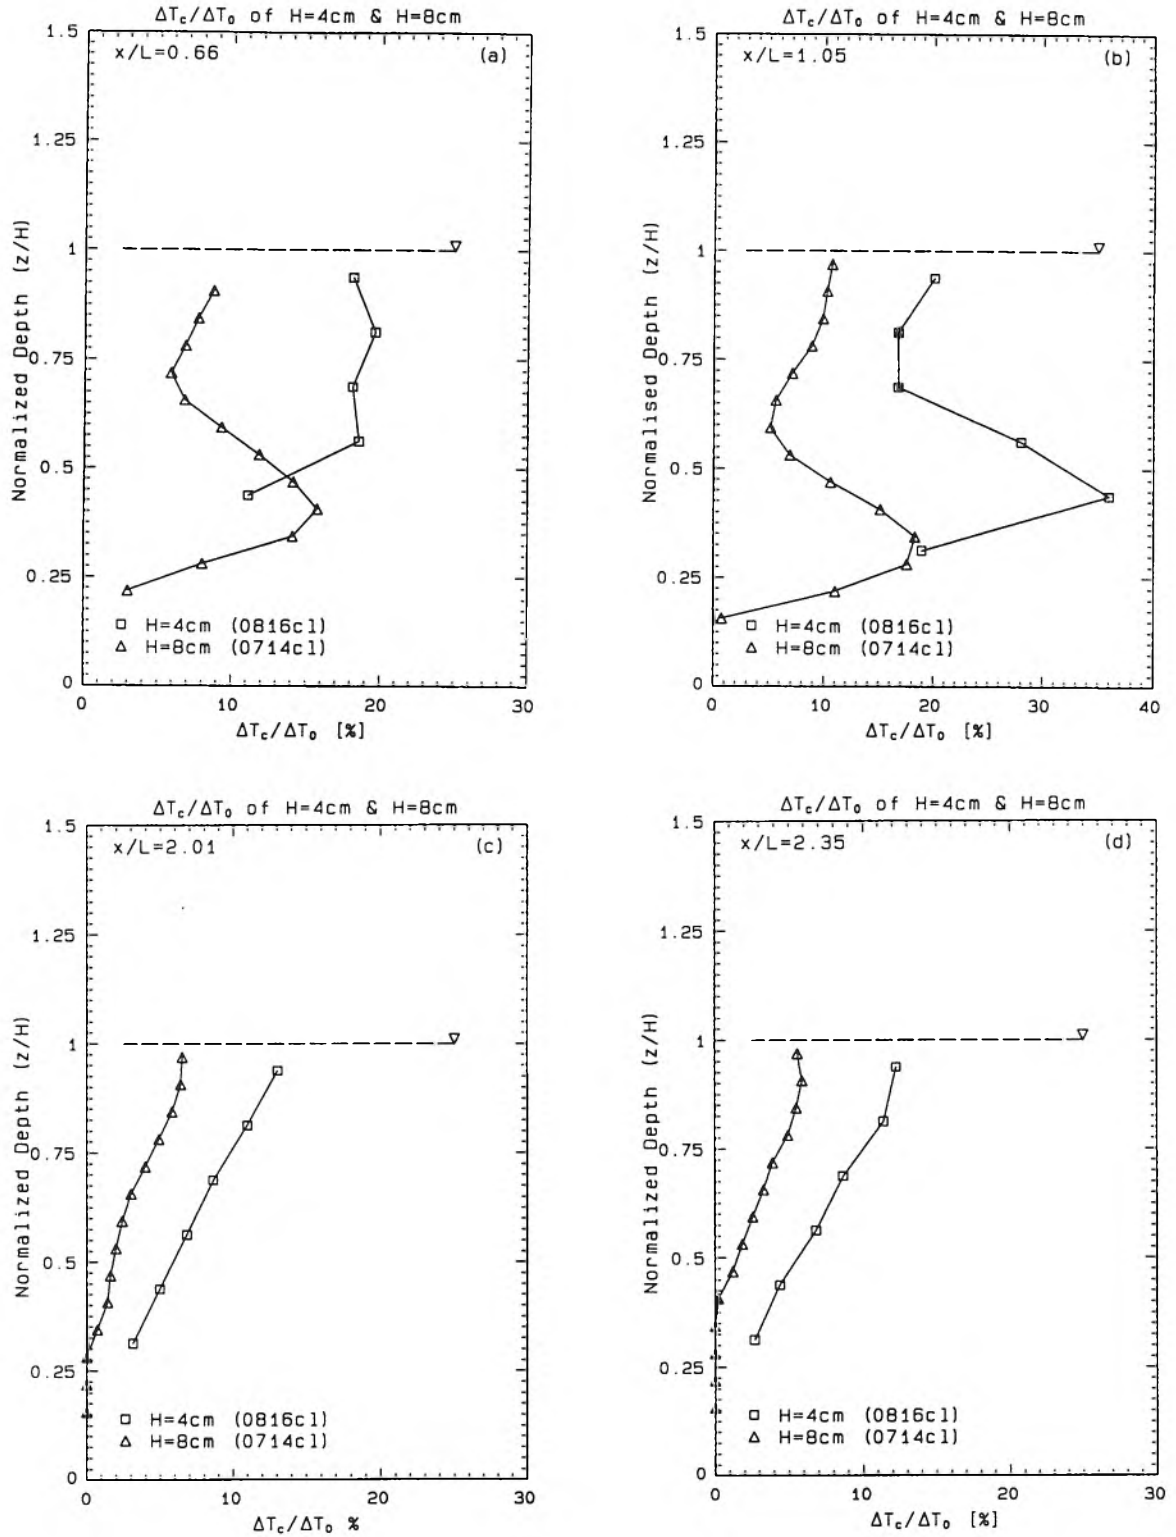 ΔTc/ΔT₀ of H=4cm & H=8cm
x/L=0.66
(a)
1.5
1.25
1
0.75
0.5
0.25
0
Normalized Depth (z/H)
H=4cm (0816cl)
H=8cm (0714cl)
0 10 20 30
ΔTc/ΔT₀ [%]
ΔTc/ΔT₀ of H=4cm & H=8cm
x/L=1.05
(b)
1.5
1.25
1
0.75
0.5
0.25
0
Normalised Depth (z/H)
H=4cm (0816cl)
H=8cm (0714cl)
0 10 20 30 40
ΔTc/ΔT₀ [%]
ΔTc/ΔT₀ of H=4cm & H=8cm
x/L=2.01
(c)
1.5
1.25
1
0.75
0.5
0.25
0
Normalized Depth (z/H)
H=4cm (0816cl)
H=8cm (0714cl)
0 10 20 30
ΔTc/ΔT₀ %
ΔTc/ΔT₀ of H=4cm & H=8cm
x/L=2.35
(d)
1.5
1.25
1
0.75
0.5
0.25
0
Normalized Depth (z/H)
H=4cm (0816cl)
H=8cm (0714cl)
0 10 20 30
ΔTc/ΔT₀ [%]